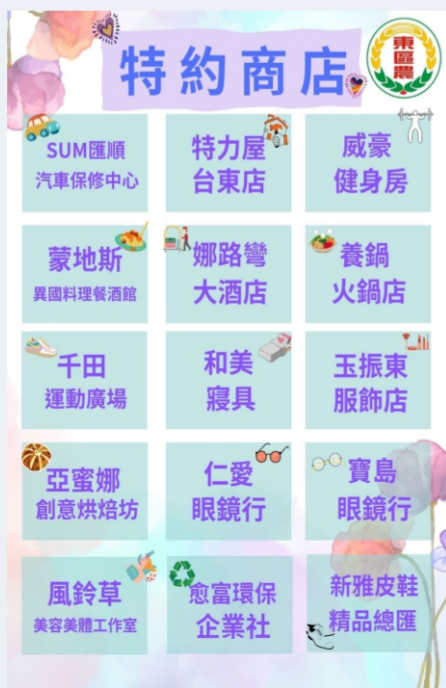 特約商店
東區農
SUM匯順
汽車保修中心
特力屋
台東店
威豪
健身房
蒙地斯
異國料理餐酒館
娜路彎
大酒店
養鍋
火鍋店
千田
運動廣場
和美
寢具
玉振東
服飾店
亞蜜娜
創意烘焙坊
仁愛
眼鏡行
寶島
眼鏡行
風鈴草
美容美體工作室
愈富環保
企業社
新雅皮鞋
精品總匯